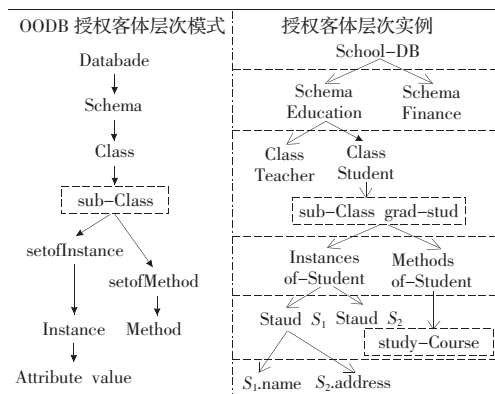 OODB 授权客体层次模式
授权客体层次实例
Databade
Schema
Class
sub-Class
setofInstance
setofMethod
Instance
Method
Attribute value
School-DB
Schema
Education
Schema
Finance
Class
Teacher
Class
Student
sub-Class grad-stud
Instances
of-Student
Methods
of-Student
Staud S₁
Staud S₂
study-Course
S₁.name
S₂.address